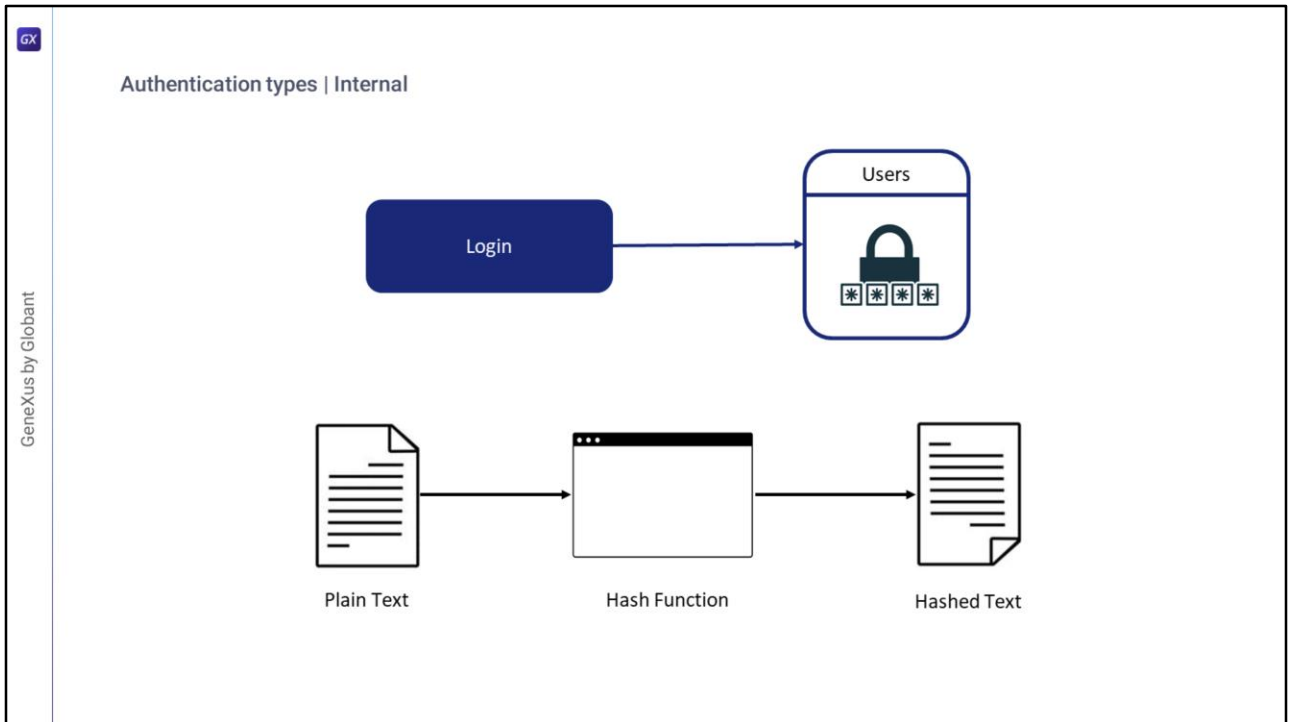 GX
Authentication types | Internal
Users
Login
GeneXus by Globant
Plain Text
Hash Function
Hashed Text